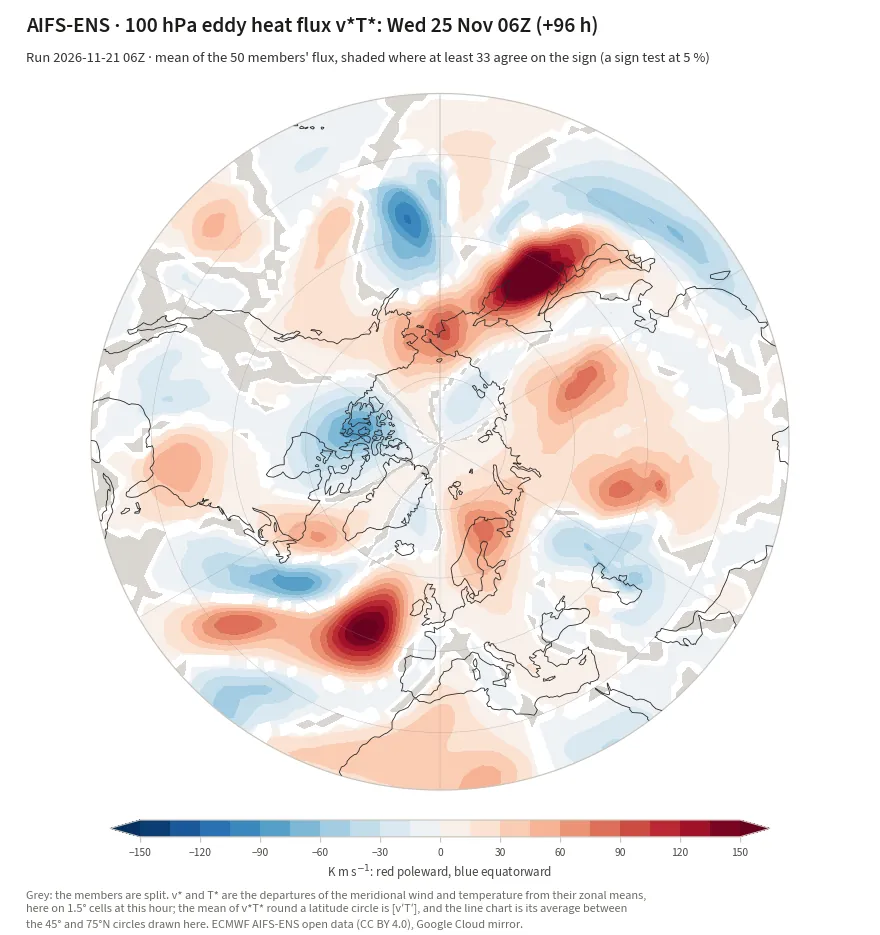 AIFS-ENS · 100 hPa eddy heat flux v*T*: Wed 25 Nov 06Z (+96 h)
Run 2026-11-21 06Z · mean of the 50 members' flux, shaded where at least 33 agree on the sign (a sign test at 5 %)
−150 −120 −90 −60 −30 0 30 60 90 120 150
K m s⁻¹: red poleward, blue equatorward
Grey: the members are split. v* and T* are the departures of the meridional wind and temperature from their zonal means,
here on 1.5° cells at this hour; the mean of v*T* round a latitude circle is [v′T′], and the line chart is its average between
the 45° and 75°N circles drawn here. ECMWF AIFS-ENS open data (CC BY 4.0), Google Cloud mirror.